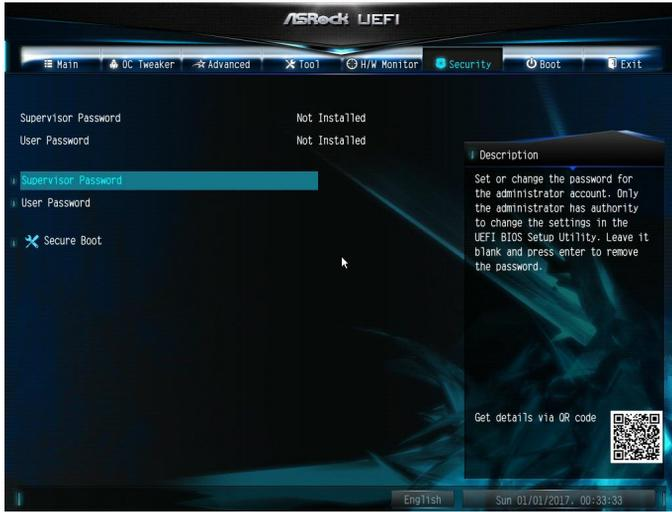 ASRock UEFI
Main OC Tweaker Advanced Tool H/W Monitor Security Boot Exit
Supervisor Password Not Installed
User Password Not Installed
Supervisor Password
User Password
Secure Boot
Description
Set or change the password for
the administrator account. Only
the administrator has authority
to change the settings in the
UEFI BIOS Setup Utility. Leave it
blank and press enter to remove
the password.
Get details via QR code
English Sun 01/01/2017. 00:33:33